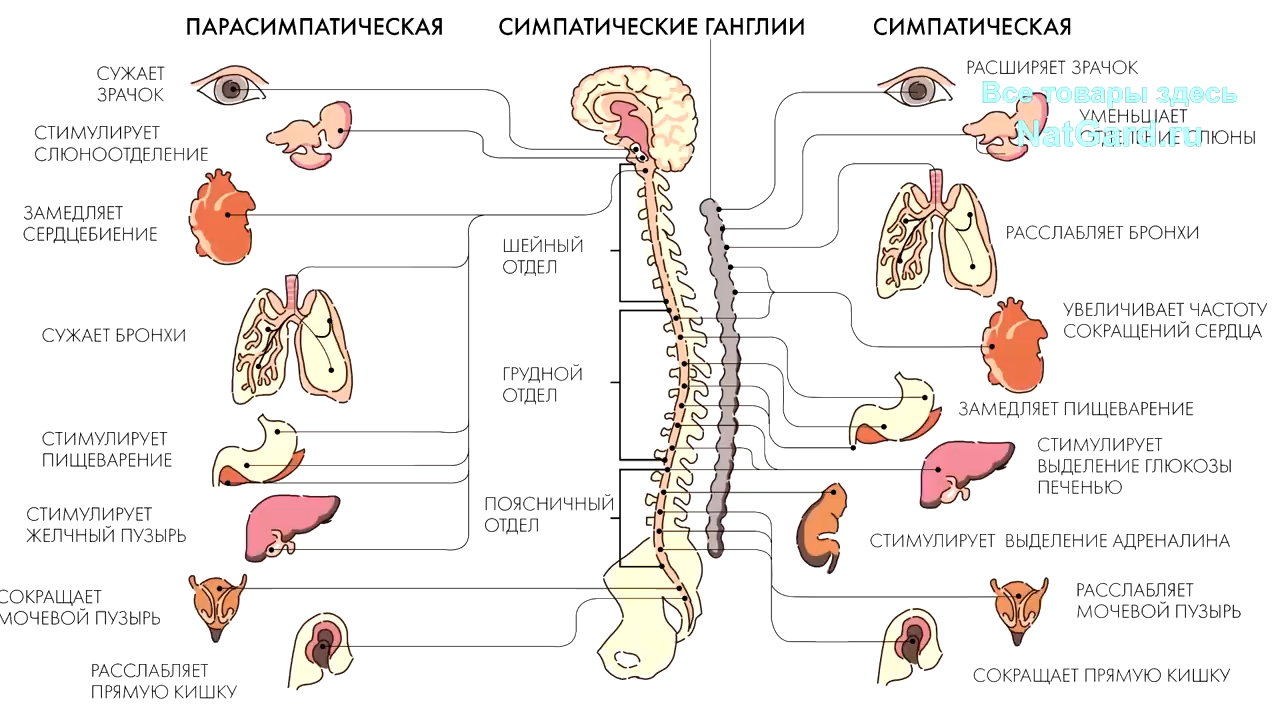 ПАРАСИМПАТИЧЕСКАЯ
СИМПАТИЧЕСКИЕ ГАНГЛИИ
СИМПАТИЧЕСКАЯ
СУЖАЕТ
ЗРАЧОК
СТИМУЛИРУЕТ
СЛЮНООТДЕЛЕНИЕ
ЗАМЕДЛЯЕТ
СЕРДЦЕБИЕНИЕ
СУЖАЕТ БРОНХИ
СТИМУЛИРУЕТ
ПИЩЕВАРЕНИЕ
СТИМУЛИРУЕТ
ЖЕЛЧНЫЙ ПУЗЫРЬ
СОКРАЩАЕТ
МОЧЕВОЙ ПУЗЫРЬ
РАССЛАБЛЯЕТ
ПРЯМУЮ КИШКУ
ШЕЙНЫЙ
ОТДЕЛ
ГРУДНОЙ
ОТДЕЛ
ПОЯСНИЧНЫЙ
ОТДЕЛ
РАСШИРЯЕТ ЗРАЧОК
Все товары здесь
NatGard.ru
УМЕНЬШАЕТ
ОТДЕЛЕНИЕ СЛЮНЫ
РАССЛАБЛЯЕТ БРОНХИ
УВЕЛИЧИВАЕТ ЧАСТОТУ
СОКРАЩЕНИЙ СЕРДЦА
ЗАМЕДЛЯЕТ ПИЩЕВАРЕНИЕ
СТИМУЛИРУЕТ
ВЫДЕЛЕНИЕ ГЛЮКОЗЫ
ПЕЧЕНЬЮ
СТИМУЛИРУЕТ ВЫДЕЛЕНИЕ АДРЕНАЛИНА
РАССЛАБЛЯЕТ
МОЧЕВОЙ ПУЗЫРЬ
СОКРАЩАЕТ ПРЯМУЮ КИШКУ